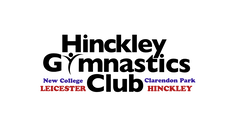 Hinckley
Gymnastics
New College Club Clarendon Park
LEICESTER HINCKLEY